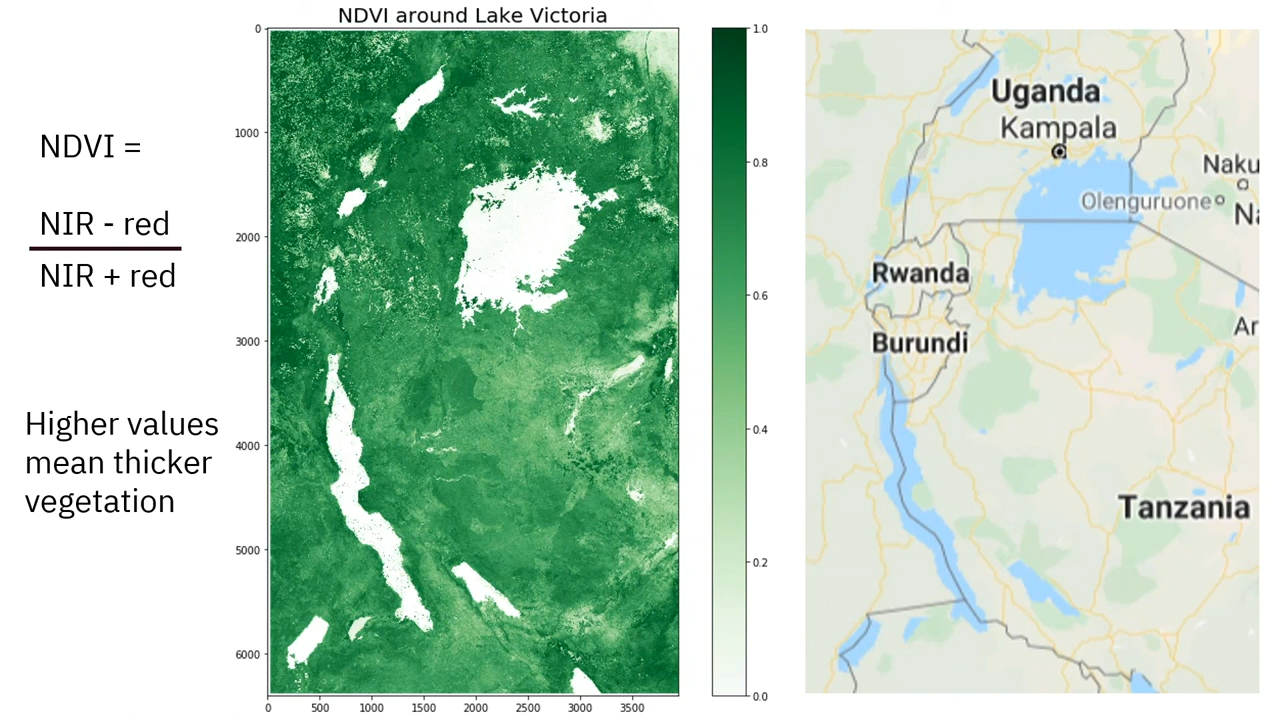 NDVI =
NIR - red
NIR + red
Higher values
mean thicker
vegetation
NDVI around Lake Victoria
0
1000
2000
3000
4000
5000
6000
0
500
1000
1500
2000
2500
3000
3500
1.0
0.8
0.6
0.4
0.2
0.0
Uganda
Kampala
Naku
Olenguruone
Na
Rwanda
Ar
Burundi
Tanzania